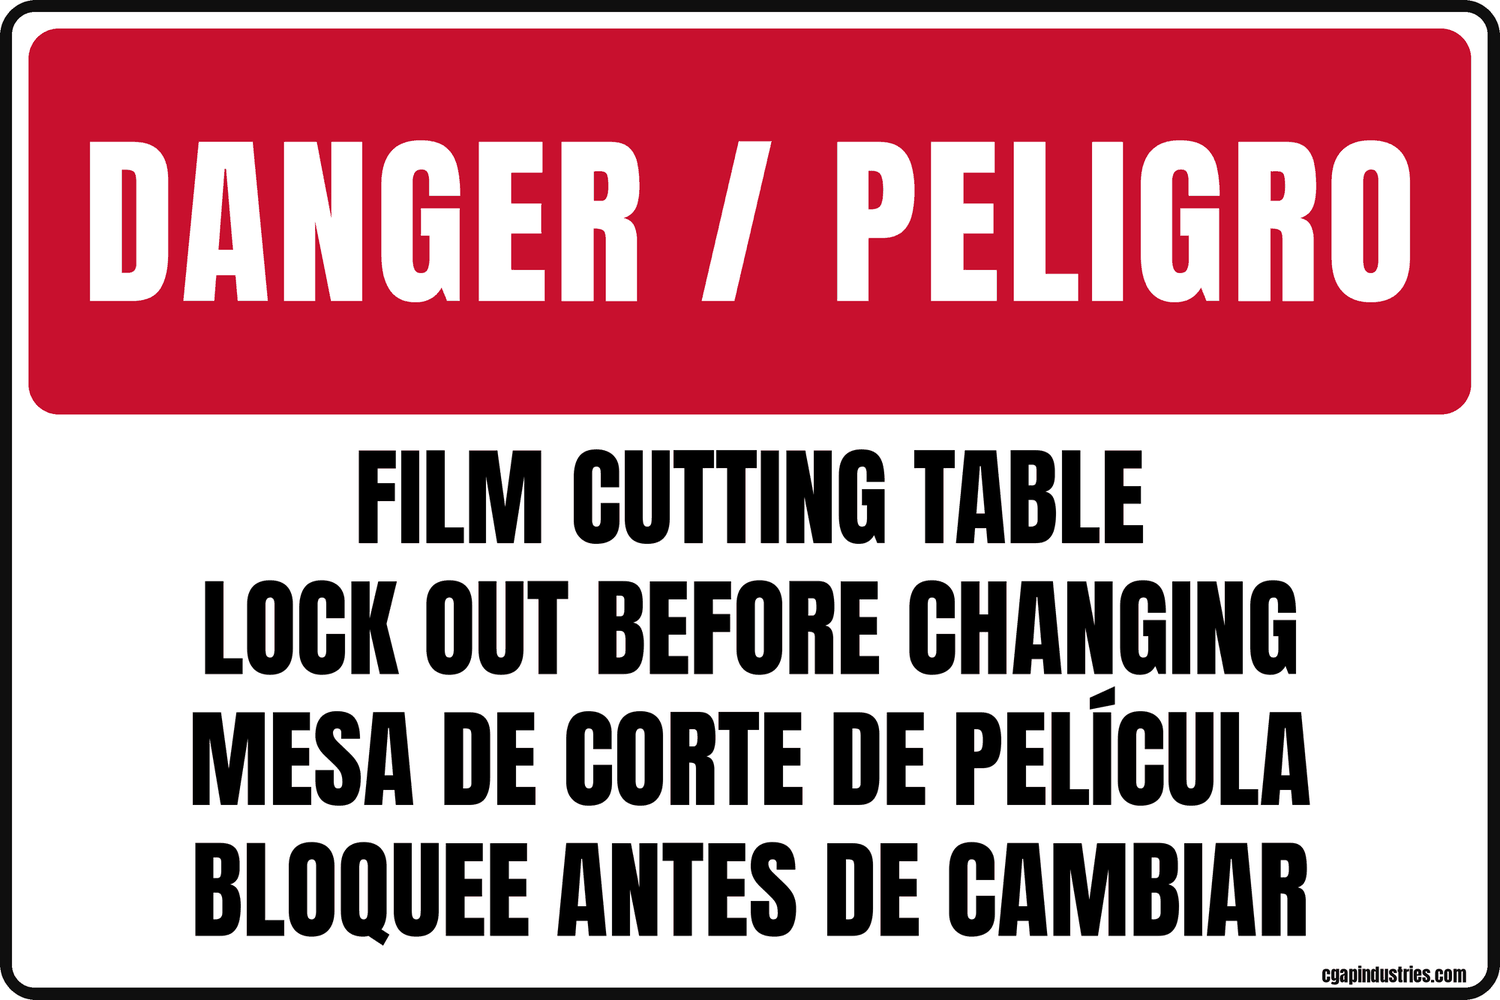 DANGER / PELIGRO
FILM CUTTING TABLE
LOCK OUT BEFORE CHANGING
MESA DE CORTE DE PELÍCULA
BLOQUEE ANTES DE CAMBIAR
cgapindustries.com